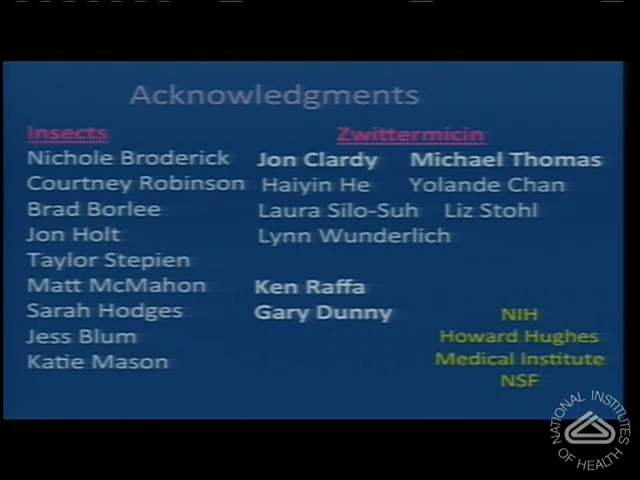 Acknowledgments
Insects
Nichole Broderick
Courtney Robinson
Brad Borlee
Jon Holt
Taylor Stepien
Matt McMahon
Sarah Hodges
Jess Blum
Katie Mason
Zwittermicin
Jon Clardy Michael Thomas
Haiyin He Yolande Chan
Laura Silo-Suh Liz Stohl
Lynn Wunderlich
Ken Raffa
Gary Dunny
NIH
Howard Hughes
Medical Institute
NSF
NATIONAL INSTITUTES
OF HEALTH